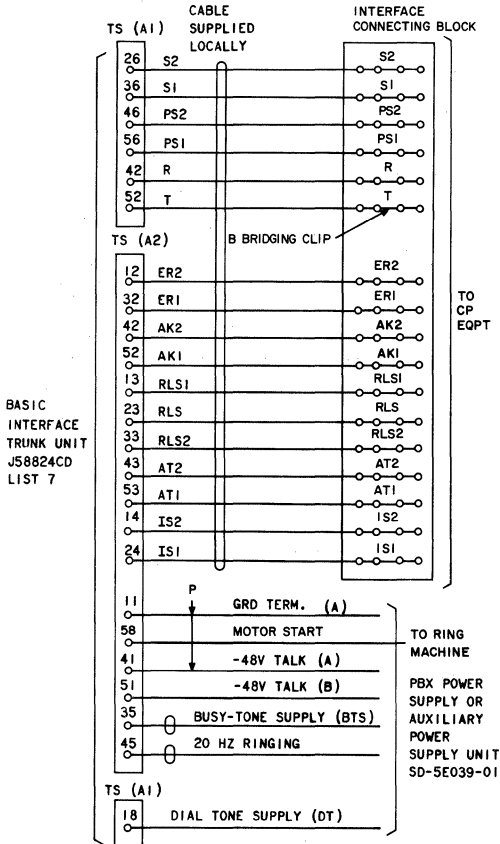 CABLE
SUPPLIED
LOCALLY
INTERFACE
CONNECTING BLOCK
TS (A1)
26 S2 S2
36 S1 S1
46 PS2 PS2
56 PS1 PS1
42 R R
52 T T
B BRIDGING CLIP
TS (A2)
12 ER2 ER2
32 ER1 ER1
42 AK2 AK2
52 AK1 AK1
13 RLS1 RLS1
23 RLS RLS
33 RLS2 RLS2
43 AT2 AT2
53 AT1 AT1
14 IS2 IS2
24 IS1 IS1
TO
CP
EQPT
BASIC
INTERFACE
TRUNK UNIT
J58824CD
LIST 7
P
11 GRD TERM. (A)
58 MOTOR START
41 -48V TALK (A)
51 -48V TALK (B)
35 BUSY-TONE SUPPLY (BTS)
45 20 HZ RINGING
TO RING
MACHINE
PBX POWER
SUPPLY OR
AUXILIARY
POWER
SUPPLY UNIT
SD-5E039-01
TS (A1)
18 DIAL TONE SUPPLY (DT)